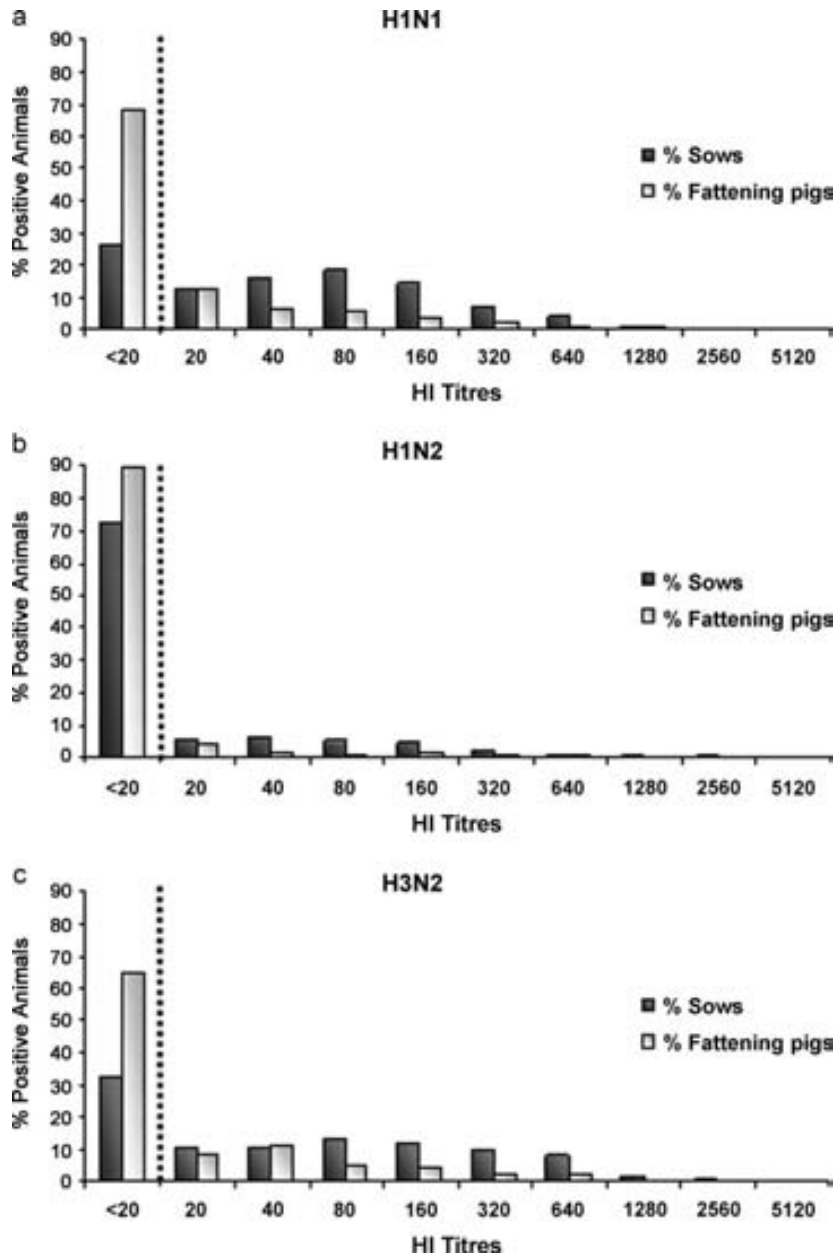 a
H1N1
% Positive Animals
90
80
70
60
50
40
30
20
10
0
% Sows
% Fattening pigs
<20 20 40 80 160 320 640 1280 2560 5120
HI Titres
b
H1N2
% Positive Animals
90
80
70
60
50
40
30
20
10
0
% Sows
% Fattening pigs
<20 20 40 80 160 320 640 1280 2560 5120
HI Titres
c
H3N2
% Positive Animals
90
80
70
60
50
40
30
20
10
0
% Sows
% Fattening pigs
<20 20 40 80 160 320 640 1280 2560 5120
HI Titres